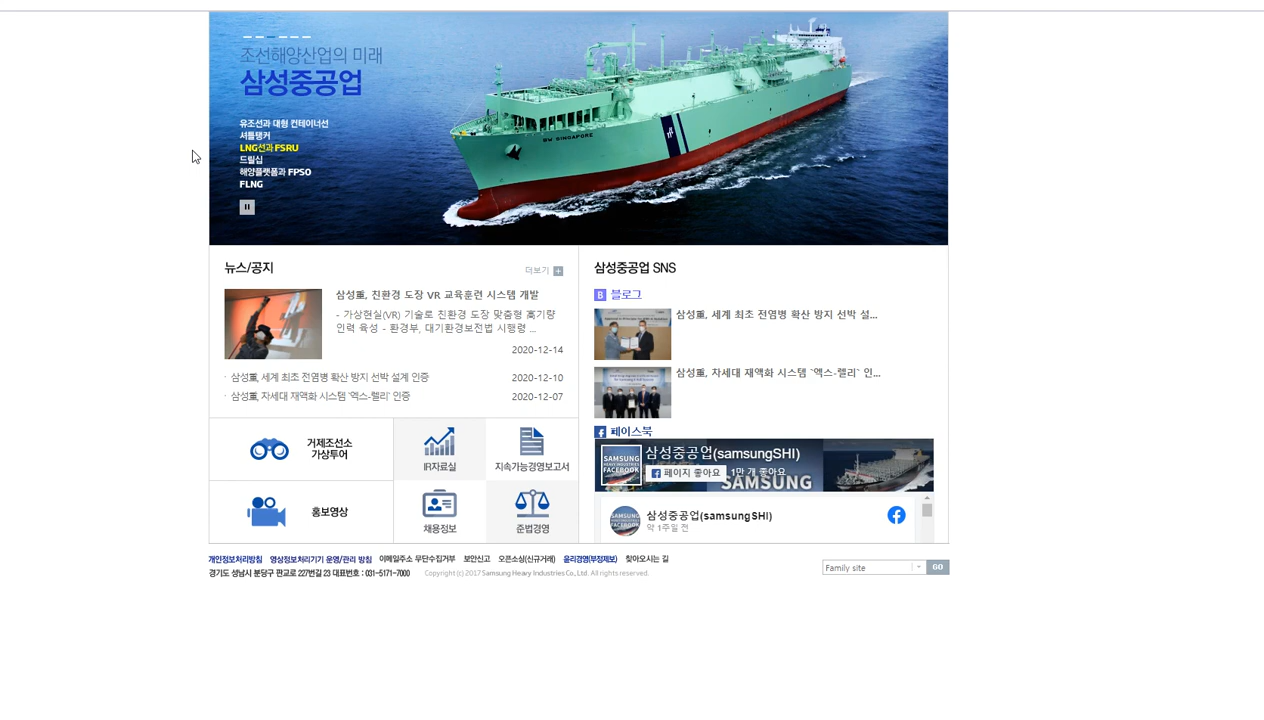 조선해양산업의 미래
삼성중공업
유조선과 대형 컨테이너선
셔틀탱커
LNG선과 FSRU
드릴십
해양플랫폼과 FPSO
FLNG
BW SINGAPORE
뉴스/공지
더보기
삼성重, 친환경 도장 VR 교육훈련 시스템 개발
- 가상현실(VR) 기술로 친환경 도장 맞춤형 高기량
인력 육성 - 환경부, 대기환경보전법 시행령 ...
2020-12-14
· 삼성重, 세계 최초 전염병 확산 방지 선박 설계 인증 2020-12-10
· 삼성重, 차세대 재액화 시스템 '엑스-렐리' 인증 2020-12-07
거제조선소
가상투어
IR자료실
지속가능경영보고서
홍보영상
채용정보
준법경영
삼성중공업 SNS
B 블로그
삼성重, 세계 최초 전염병 확산 방지 선박 설...
삼성重, 차세대 재액화 시스템 `엑스-렐리` 인...
f 페이스북
SAMSUNG
HEAVY INDUSTRIES
FACEBOOK
삼성중공업(samsungSHI)
페이지 좋아요 1만 개 좋아요
SAMSUNG
삼성중공업(samsungSHI)
약 1주일 전
개인정보처리방침 영상정보처리기기 운영/관리 방침 이메일주소 무단수집거부 보안신고 오픈소싱(신규거래) 윤리경영(부정제보) 찾아오시는 길
경기도 성남시 분당구 판교로 227번길 23 대표번호 : 031-5171-7000 Copyright (c) 2017 Samsung Heavy Industries Co., Ltd. All rights reserved.
Family site GO